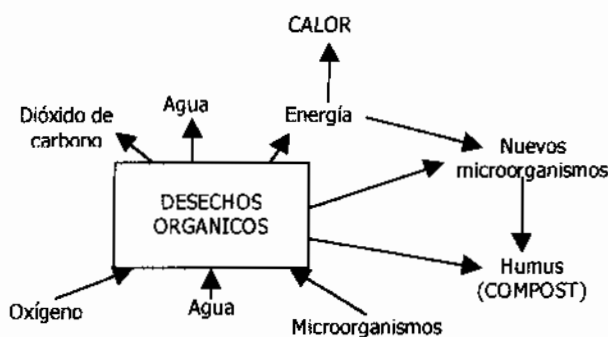 CALOR
Agua
Energía
Dióxido de
carbono
Nuevos
microorganismos
DESECHOS
ORGANICOS
Humus
(COMPOST)
Oxígeno
Agua
Microorganismos